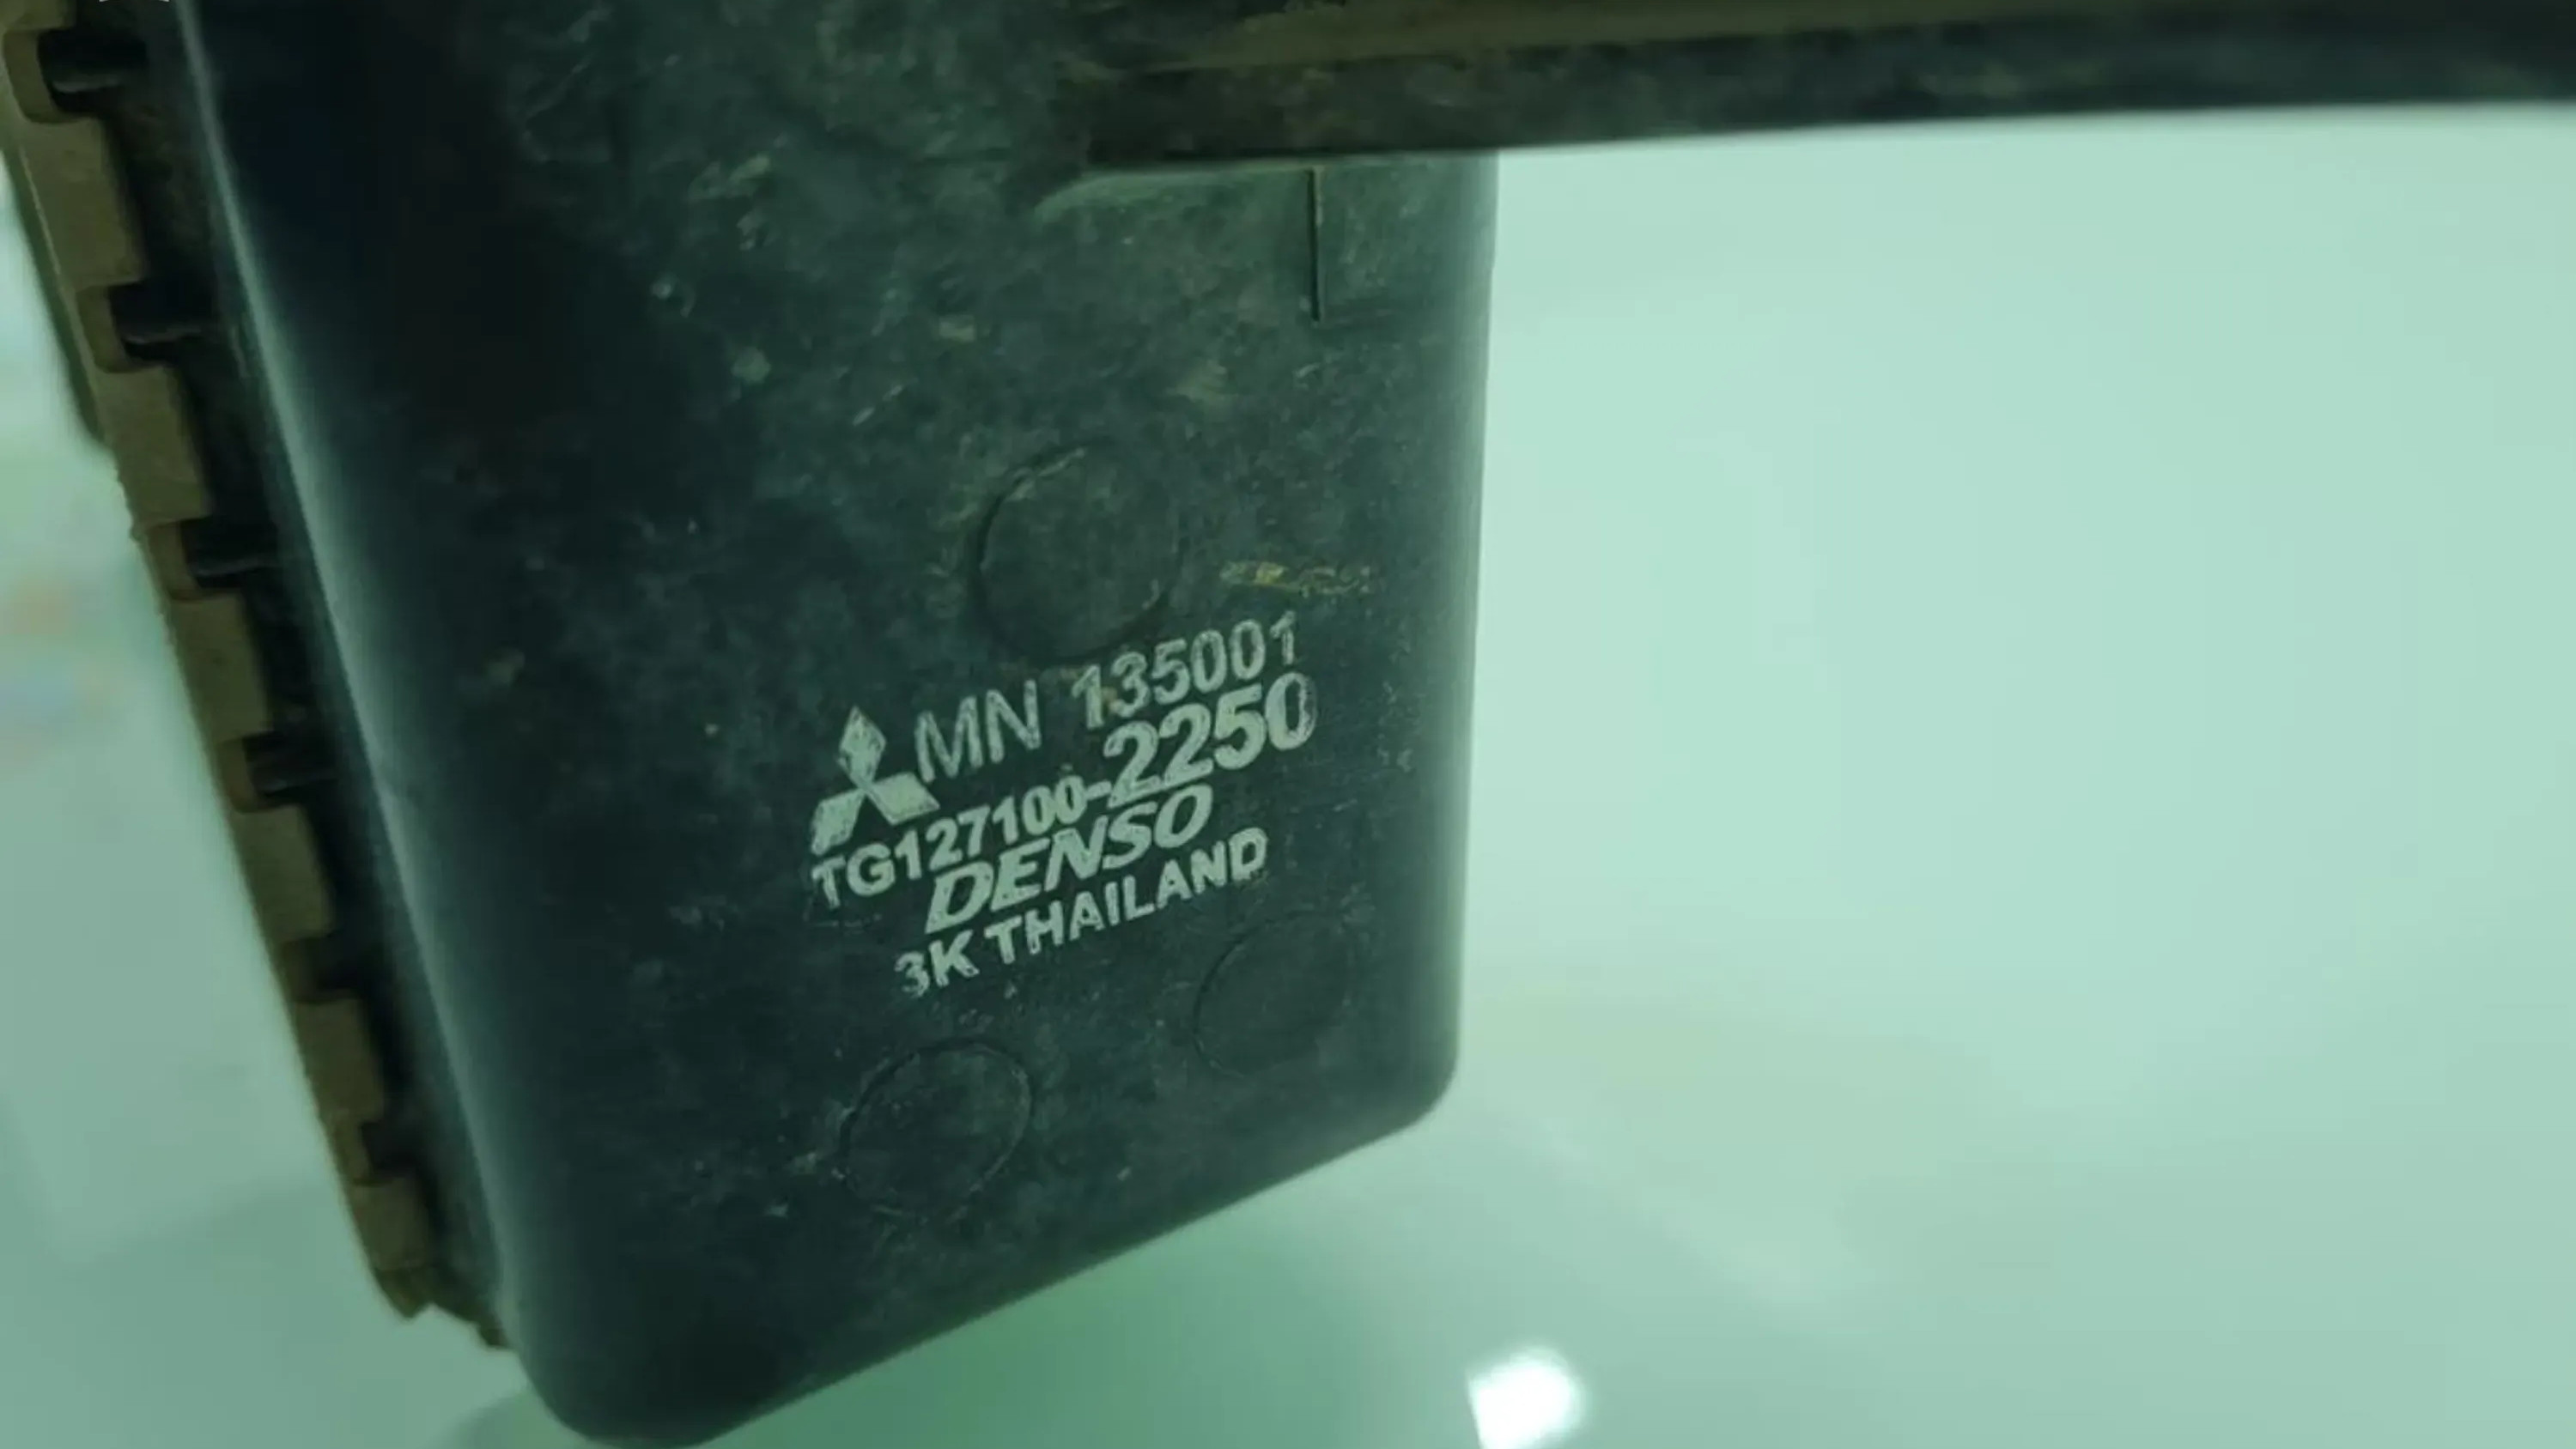 MN 135001
TG127100-2250
DENSO
3K THAILAND